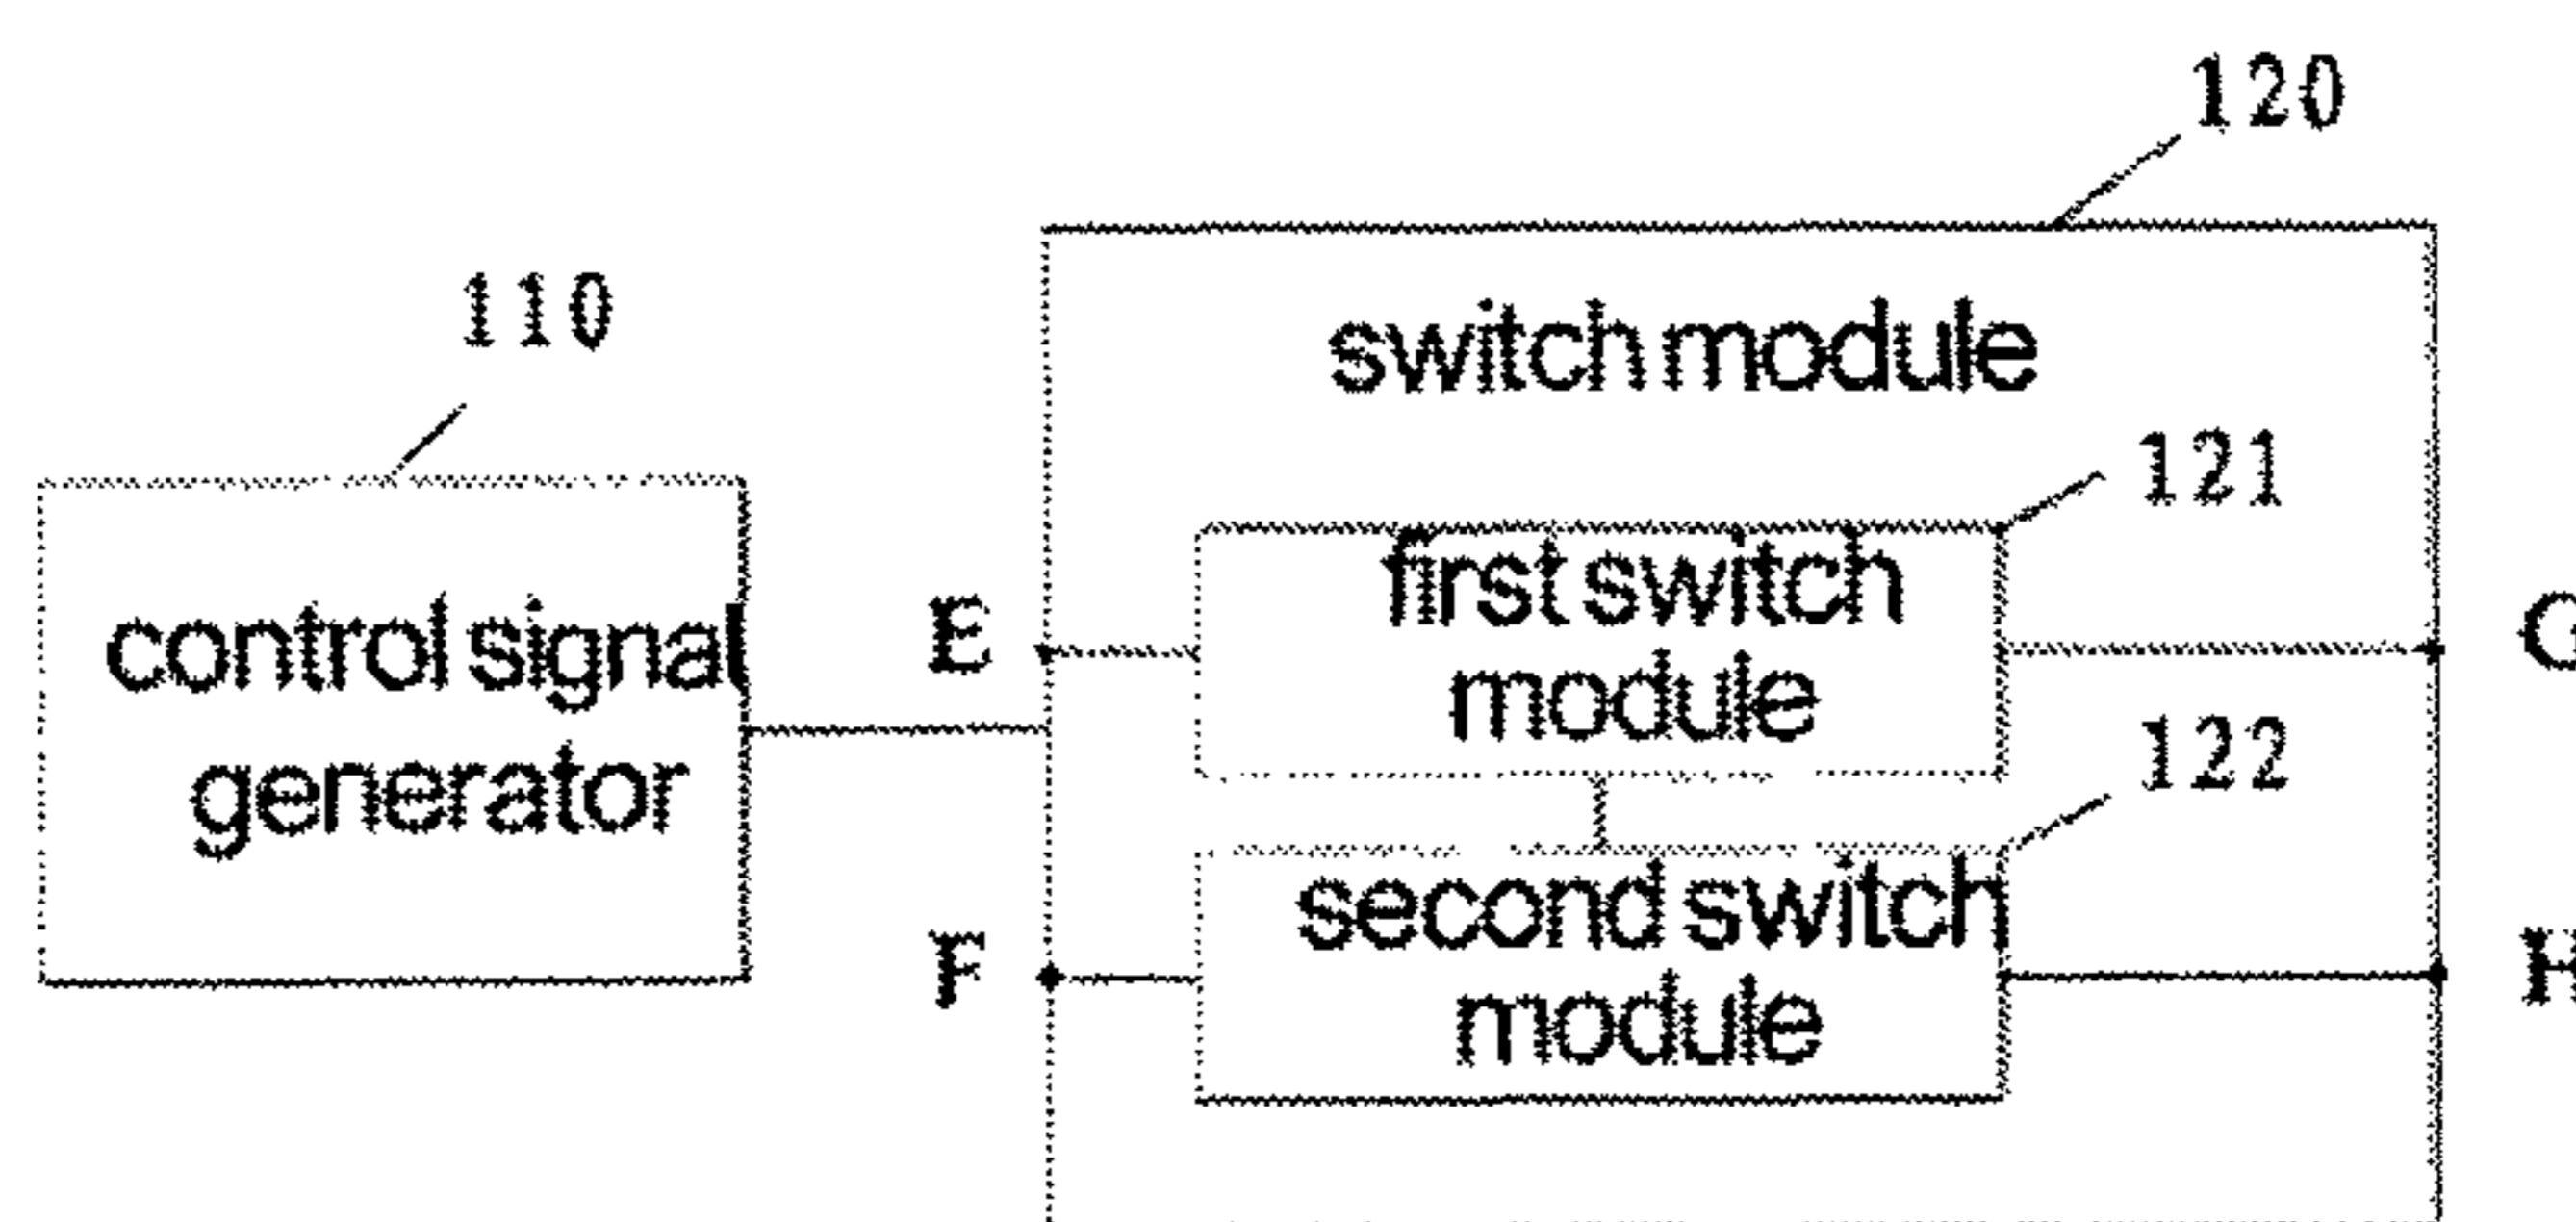 120
110
switch module
121
first switch
module
control signal
generator
E
G
122
second switch
module
F
H